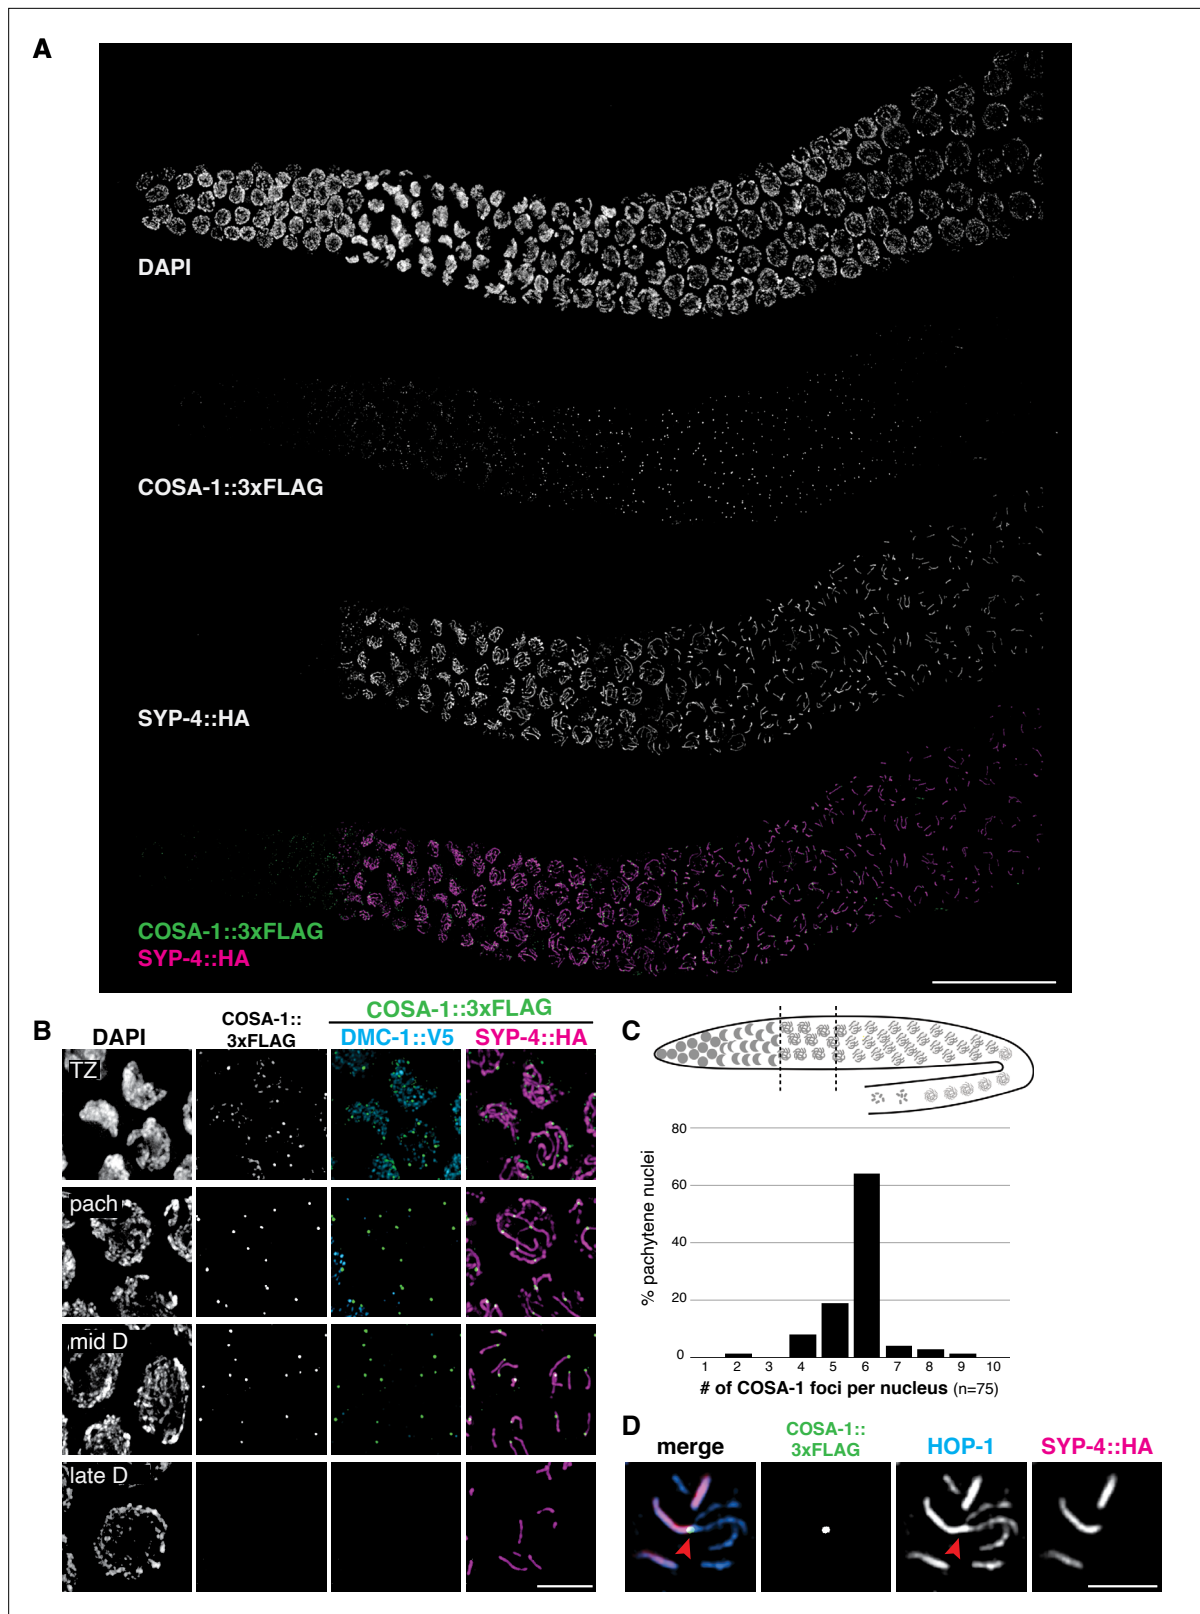 A
DAPI
COSA-1::3xFLAG
SYP-4::HA
COSA-1::3xFLAG
SYP-4::HA
B
DAPI
COSA-1::
3xFLAG
COSA-1::3xFLAG
DMC-1::V5
SYP-4::HA
TZ
pach
mid D
late D
C
% pachytene nuclei
80
60
40
20
0
1 2 3 4 5 6 7 8 9 10
# of COSA-1 foci per nucleus (n=75)
D
merge
COSA-1::
3xFLAG
HOP-1
SYP-4::HA